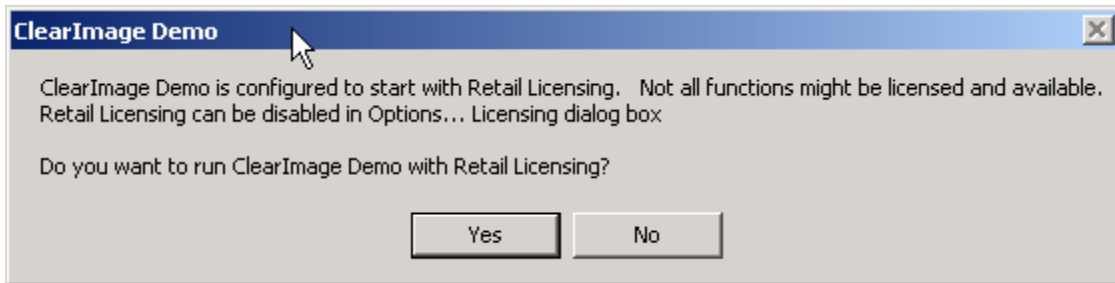 ClearImage Demo
ClearImage Demo is configured to start with Retail Licensing.   Not all functions might be licensed and available.
Retail Licensing can be disabled in Options... Licensing dialog box
Do you want to run ClearImage Demo with Retail Licensing?
Yes
No